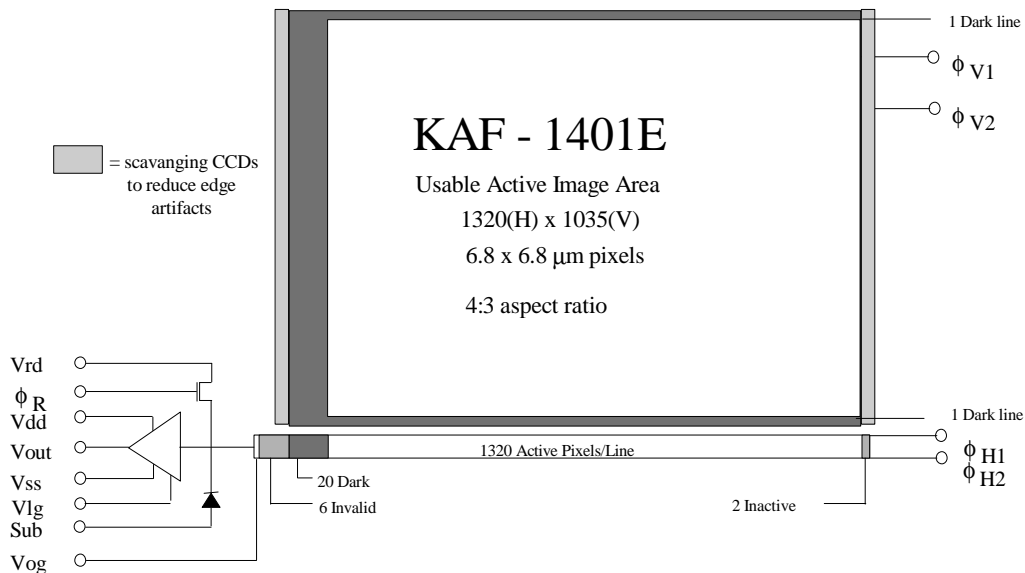 1 Dark line
ϕ V1
ϕ V2
KAF - 1401E
Usable Active Image Area
1320(H) x 1035(V)
6.8 x 6.8 μm pixels
4:3 aspect ratio
= scavanging CCDs
to reduce edge
artifacts
Vrd
ϕ R
Vdd
Vout
Vss
Vlg
Sub
Vog
1 Dark line
1320 Active Pixels/Line
ϕ H1
ϕ H2
20 Dark
6 Invalid
2 Inactive